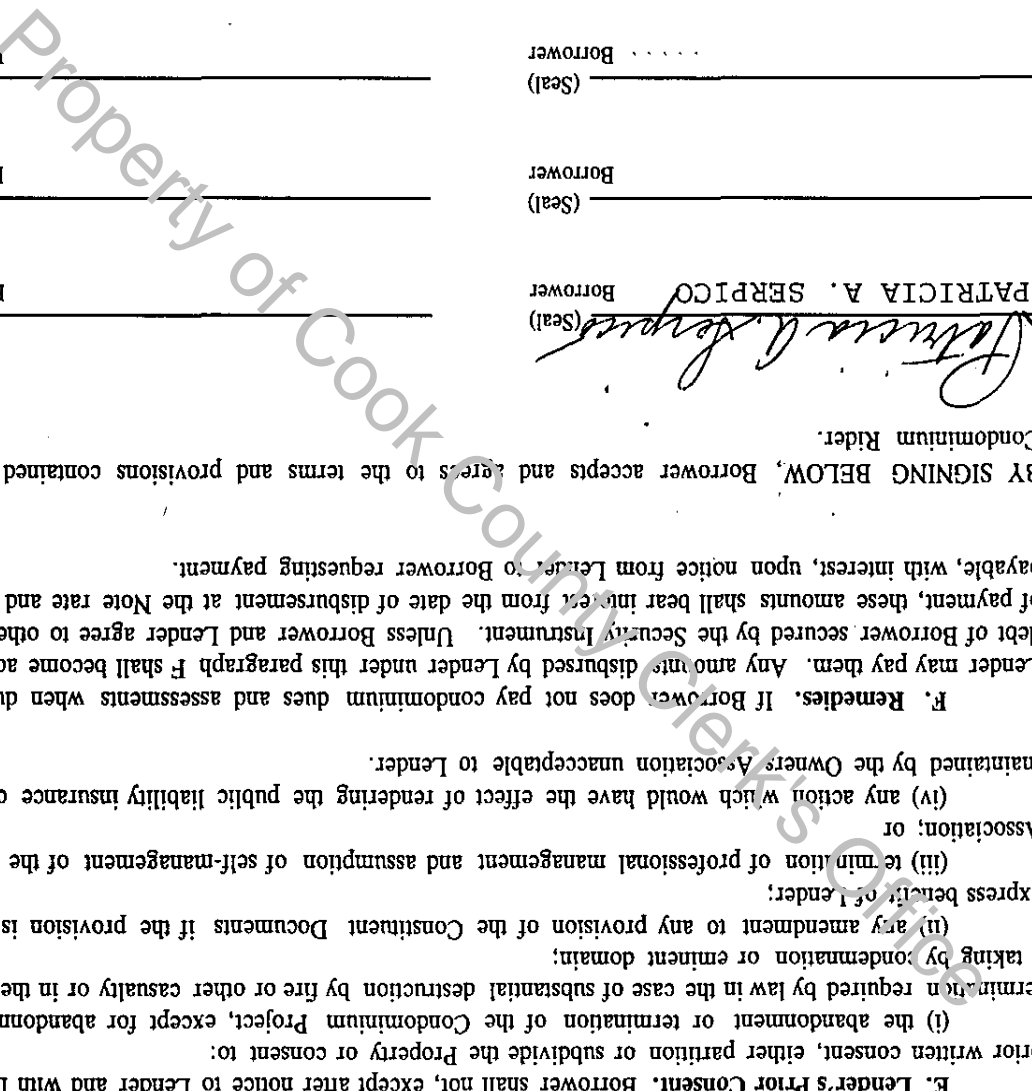 E. Lender's Prior Consent. Borrower shall not, except after notice to Lender and with
prior written consent, either partition or subdivide the Property or consent to:
(i) the abandonment or termination of the Condominium Project, except for
required by law in the case of substantial destruction by fire or other casualty or in the
taking by condemnation or eminent domain;
(ii) any amendment to any provision of the Constituent Documents if the provision is
express benefit of Lender;
(iii) termination of professional management and assumption of self-management of the
Association; or
(iv) any action which would have the effect of rendering the public liability insurance
maintained by the Owners Association unacceptable to Lender.
F. Remedies. If Borrower does not pay condominium dues and assessments when
Lender may pay them. Any amounts disbursed by Lender under this paragraph F shall become
debt of Borrower secured by the Security Instrument. Unless Borrower and Lender agree to
of payment, these amounts shall bear interest from the date of disbursement at the Note rate and
payable, with interest, upon notice from Lender to Borrower requesting payment.
BY SIGNING BELOW, Borrower accepts and agrees to the terms and provisions contained
Condominium Rider.
Patricia A. Serpico (Seal)
PATRICIA A. SERPICO Borrower
(Seal)
Borrower
(Seal)
Borrower
Property of Cook County Clerk's Office